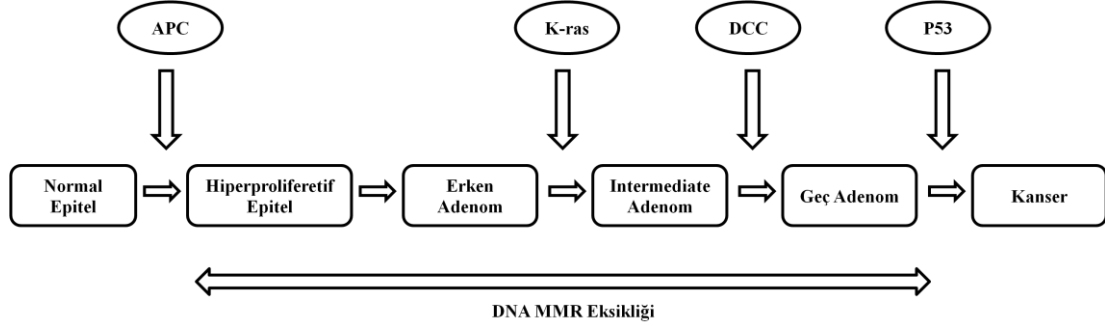 APC
K-ras
DCC
P53
Normal
Epitel
Hiperproliferetif
Epitel
Erken
Adenom
Intermediate
Adenom
Geç Adenom
Kanser
DNA MMR Eksikliği